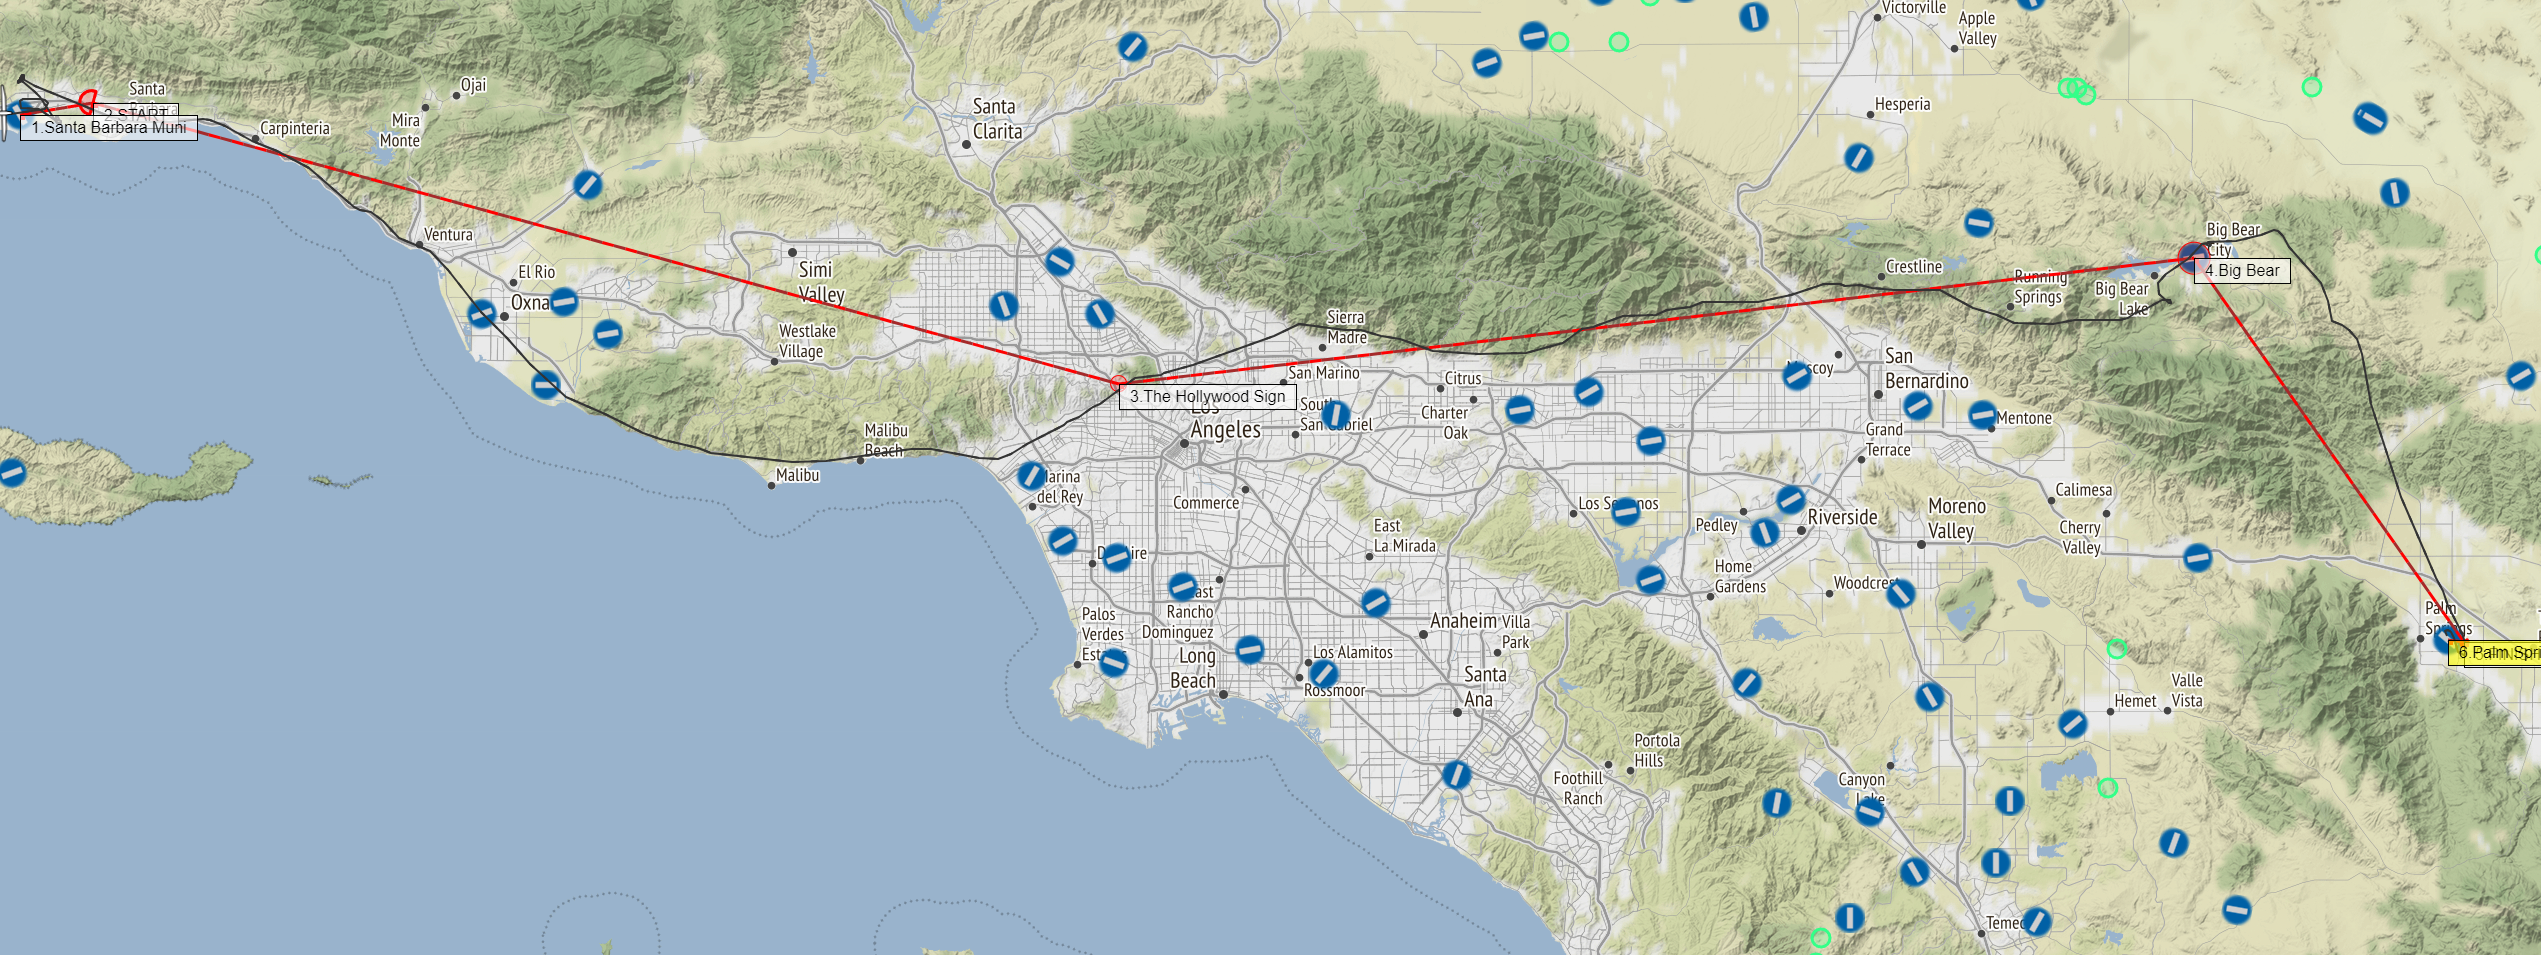 Victorville
Apple
Valley
Ojai
Santa
Barbara
2.START
1.Santa Barbara Muni
Carpinteria
Mira
Monte
Santa
Clarita
Hesperia
Ventura
El Rio
Oxna
Simi
Valley
Westlake
Village
Big Bear
City
4.Big Bear
Big Bear
Lake
Crestline
Running
Springs
Sierra
Madre
San Marino
3.The Hollywood Sign
Los
Angeles
Citrus
Charter
Oak
South
San Gabriel
San
Bernardino
Mentone
Grand
Terrace
Malibu
Beach
Malibu
Marina
del Rey
Commerce
East
La Mirada
Pedley
Riverside
Moreno
Valley
Calimesa
Cherry
Valley
Home
Gardens
Woodcrest
Palos
Verdes
East
Rancho
Dominguez
Long
Beach
Anaheim
Villa
Park
Los Alamitos
Rossmoor
Santa
Ana
Palm
Springs
6.Palm Spri
Hemet
Valle
Vista
Portola
Hills
Foothill
Ranch
Canyon
Lake
Temec